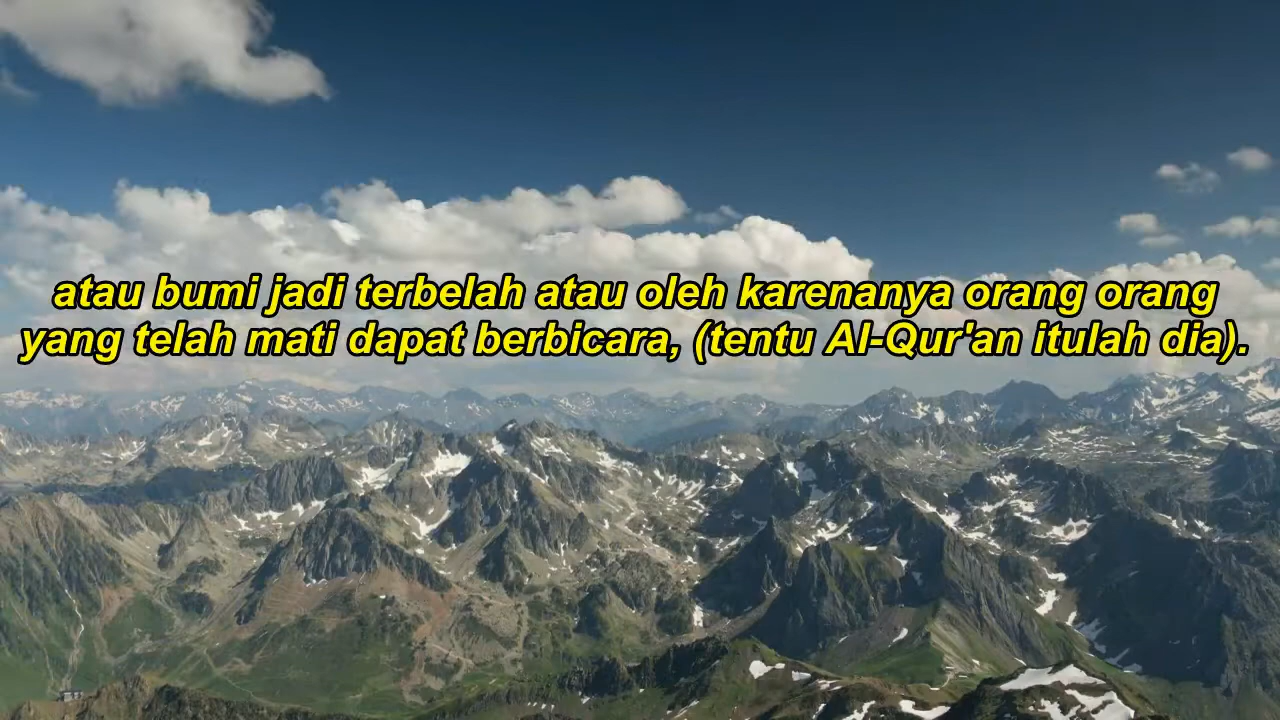 atau bumi jadi terbelah atau oleh karenanya orang orang
yang telah mati dapat berbicara, (tentu Al-Qur'an itulah dia).